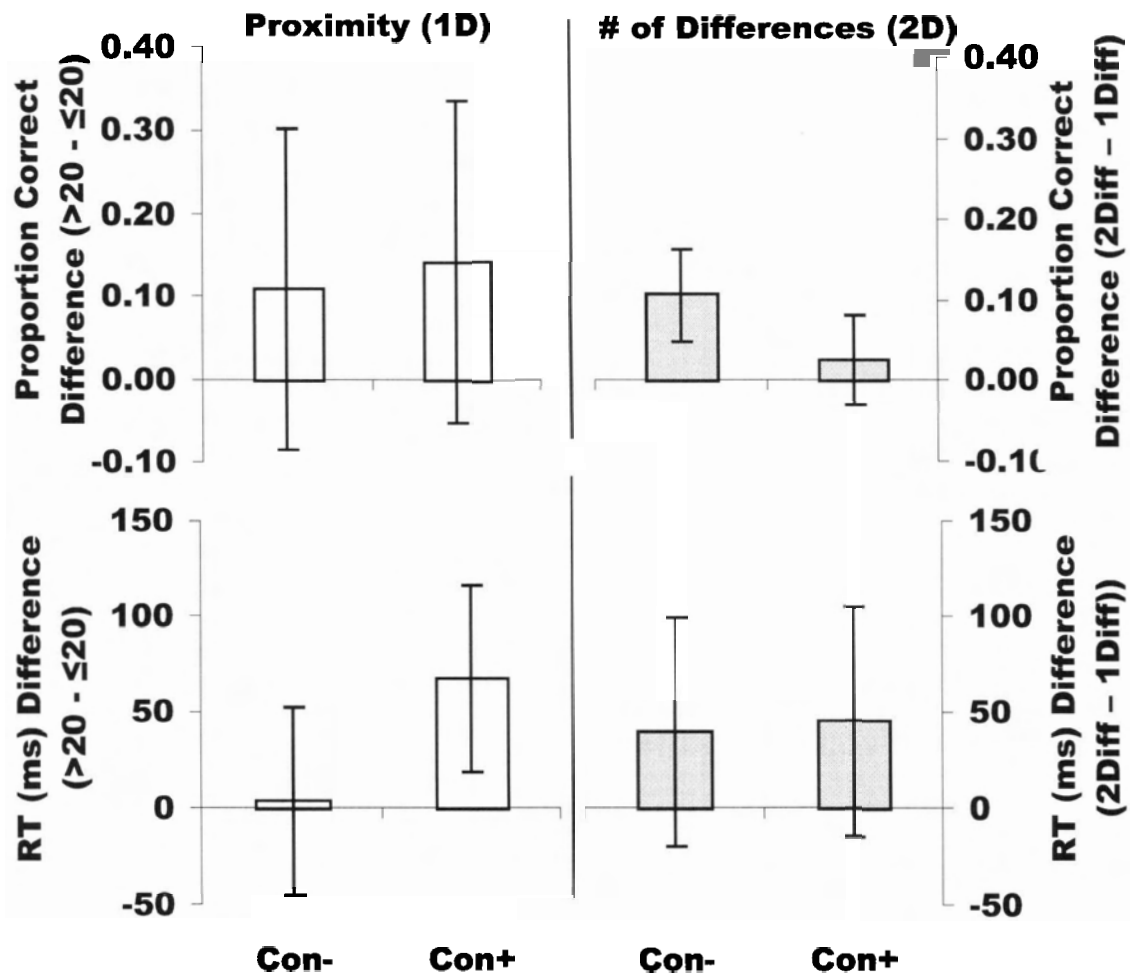 Proximity (1D)
# of Differences (2D)
Proportion Correct
Difference (>20 - ≤20)
0.40
0.30
0.20
0.10
0.00
-0.10
0.40
0.30
0.20
0.10
0.00
-0.10
Proportion Correct
Difference (2Diff – 1Diff)
RT (ms) Difference
(>20 - ≤20)
150
100
50
0
-50
150
100
50
0
-50
RT (ms) Difference
(2Diff – 1Diff))
Con-
Con+
Con-
Con+